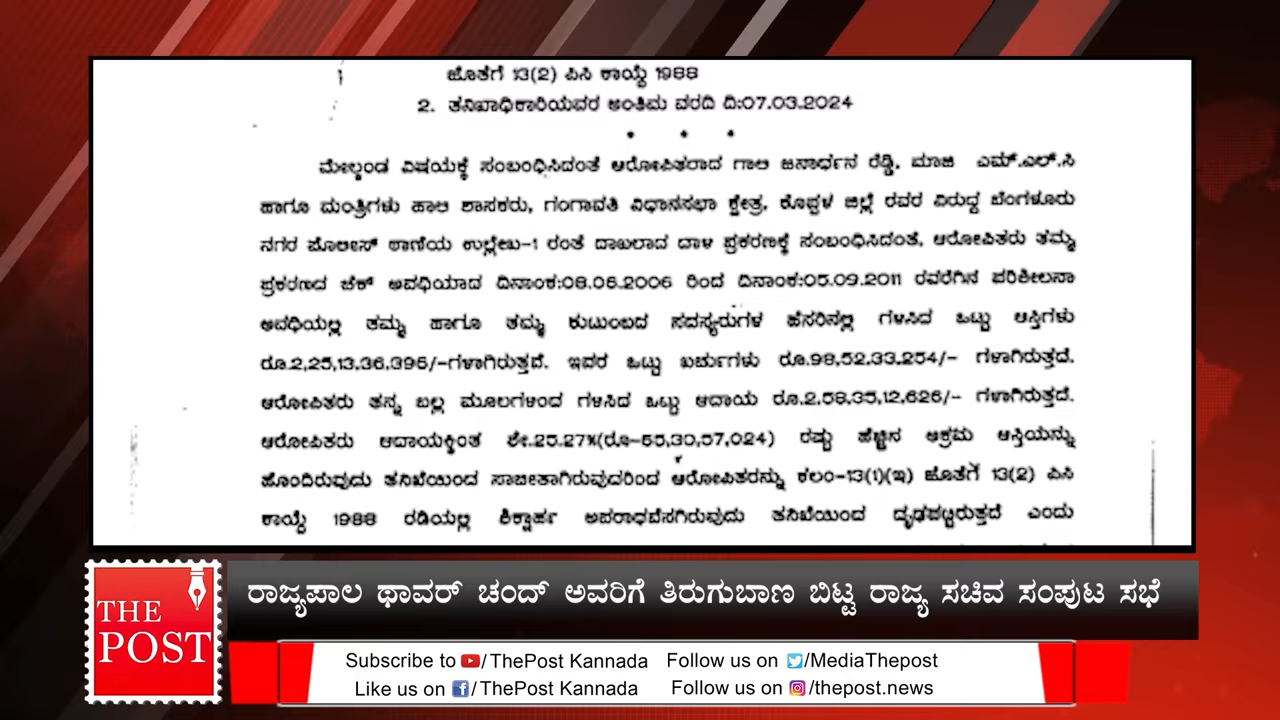 ಜೊತೆಗೆ 13(2) ಪಿಸಿ ಕಾಯ್ದೆ 1988
2. ತನಿಖಾಧಿಕಾರಿಯವರ ಅಂತಿಮ ವರದಿ ದಿ:07.03.2024
* * *
ಮೇಲ್ಕಂಡ ವಿಷಯಕ್ಕೆ ಸಂಬಂಧಿಸಿದಂತೆ ಆರೋಪಿತರಾದ ಗಾಲಿ ಜನಾರ್ಧನ ರೆಡ್ಡಿ, ಮಾಜಿ ಎಮ್.ಎಲ್.ಸಿ
ಹಾಗೂ ಮಂತ್ರಿಗಳು ಹಾಲಿ ಶಾಸಕರು, ಗಂಗಾವತಿ ವಿಧಾನಸಭಾ ಕ್ಷೇತ್ರ, ಕೊಪ್ಪಳ ಜಿಲ್ಲೆ ರವರ ವಿರುದ್ಧ ಬೆಂಗಳೂರು
ನಗರ ಪೊಲೀಸ್ ಠಾಣೆಯ ಉಲ್ಲೇಖ-1 ರಂತೆ ದಾಖಲಾದ ದಾಳಿ ಪ್ರಕರಣಕ್ಕೆ ಸಂಬಂಧಿಸಿದಂತೆ, ಆರೋಪಿತರು ತಮ್ಮ
ಪ್ರಕರಣದ ಚೆಕ್ ಅವಧಿಯಾದ ದಿನಾಂಕ:08.06.2006 ರಿಂದ ದಿನಾಂಕ:05.09.2011 ರವರೆಗಿನ ಪರಿಶೀಲನಾ
ಅವಧಿಯಲ್ಲಿ ತಮ್ಮ ಹಾಗೂ ತಮ್ಮ ಕುಟುಂಬದ ಸದಸ್ಯರುಗಳ ಹೆಸರಿನಲ್ಲಿ ಗಳಿಸಿದ ಒಟ್ಟು ಆಸ್ತಿಗಳು
ರೂ.2,25,13,36,396/-ಗಳಾಗಿರುತ್ತವೆ. ಇವರ ಒಟ್ಟು ಖರ್ಚುಗಳು ರೂ.98,52,33,254/- ಗಳಾಗಿರುತ್ತದೆ.
ಆರೋಪಿತರು ತನ್ನ ಬಲ್ಲ ಮೂಲಗಳಿಂದ ಗಳಿಸಿದ ಒಟ್ಟು ಆದಾಯ ರೂ.2,58,35,12,626/- ಗಳಾಗಿರುತ್ತದೆ.
ಆರೋಪಿತರು ಆದಾಯಕ್ಕಿಂತ ಶೇ.25.27%(ರೂ-65,30,57,024) ರಷ್ಟು ಹೆಚ್ಚಿನ ಅಕ್ರಮ ಆಸ್ತಿಯನ್ನು
ಹೊಂದಿರುವುದು ತನಿಖೆಯಿಂದ ಸಾಬೀತಾಗಿರುವುದರಿಂದ ಆರೋಪಿತರನ್ನು ಕಲಂ-13(1)(ಇ) ಜೊತೆಗೆ 13(2) ಪಿಸಿ
ಕಾಯ್ದೆ 1988 ರಡಿಯಲ್ಲಿ ಶಿಕ್ಷಾರ್ಹ ಅಪರಾಧವೆಸಗಿರುವುದು ತನಿಖೆಯಿಂದ ದೃಢಪಟ್ಟಿರುತ್ತದೆ ಎಂದು
ರಾಜ್ಯಪಾಲ ಥಾವರ್ ಚಂದ್ ಅವರಿಗೆ ತಿರುಗುಬಾಣ ಬಿಟ್ಟ ರಾಜ್ಯ ಸಚಿವ ಸಂಪುಟ ಸಭೆ
THE
POST
Subscribe to /ThePost Kannada Follow us on /MediaThepost
Like us on /ThePost Kannada Follow us on /thepost.news